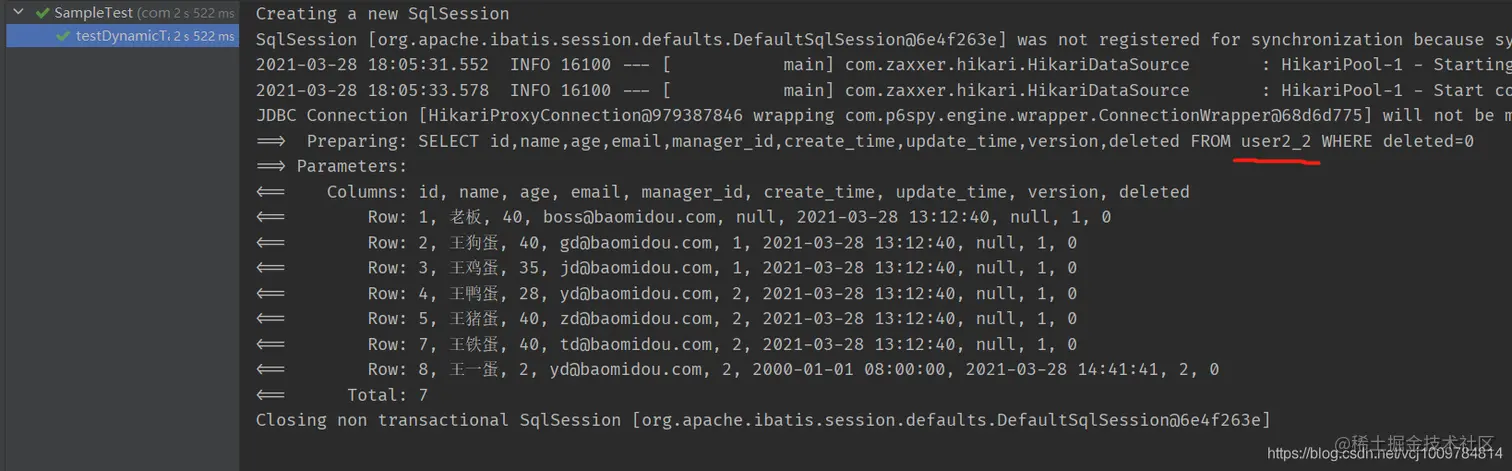 SampleTest (com 2 s 522 ms
testDynamicTa 2 s 522 ms
Creating a new SqlSession
SqlSession [org.apache.ibatis.session.defaults.DefaultSqlSession@6e4f263e] was not registered for synchronization because sy
2021-03-28 18:05:31.552  INFO 16100 --- [           main] com.zaxxer.hikari.HikariDataSource       : HikariPool-1 - Starting
2021-03-28 18:05:33.578  INFO 16100 --- [           main] com.zaxxer.hikari.HikariDataSource       : HikariPool-1 - Start co
JDBC Connection [HikariProxyConnection@979387846 wrapping com.p6spy.engine.wrapper.ConnectionWrapper@68d6d775] will not be m
==>  Preparing: SELECT id,name,age,email,manager_id,create_time,update_time,version,deleted FROM user2_2 WHERE deleted=0
==> Parameters:
<==    Columns: id, name, age, email, manager_id, create_time, update_time, version, deleted
<==        Row: 1, 老板, 40, boss@baomidou.com, null, 2021-03-28 13:12:40, null, 1, 0
<==        Row: 2, 王狗蛋, 40, gd@baomidou.com, 1, 2021-03-28 13:12:40, null, 1, 0
<==        Row: 3, 王鸡蛋, 35, jd@baomidou.com, 1, 2021-03-28 13:12:40, null, 1, 0
<==        Row: 4, 王鸭蛋, 28, yd@baomidou.com, 2, 2021-03-28 13:12:40, null, 1, 0
<==        Row: 5, 王猪蛋, 40, zd@baomidou.com, 2, 2021-03-28 13:12:40, null, 1, 0
<==        Row: 7, 王铁蛋, 40, td@baomidou.com, 2, 2021-03-28 13:12:40, null, 1, 0
<==        Row: 8, 王一蛋, 2, yd@baomidou.com, 2, 2000-01-01 08:00:00, 2021-03-28 14:41:41, 2, 0
<==      Total: 7
Closing non transactional SqlSession [org.apache.ibatis.session.defaults.DefaultSqlSession@6e4f263e]
@稀土掘金技术社区
https://blog.csdn.net/vcj1009784814